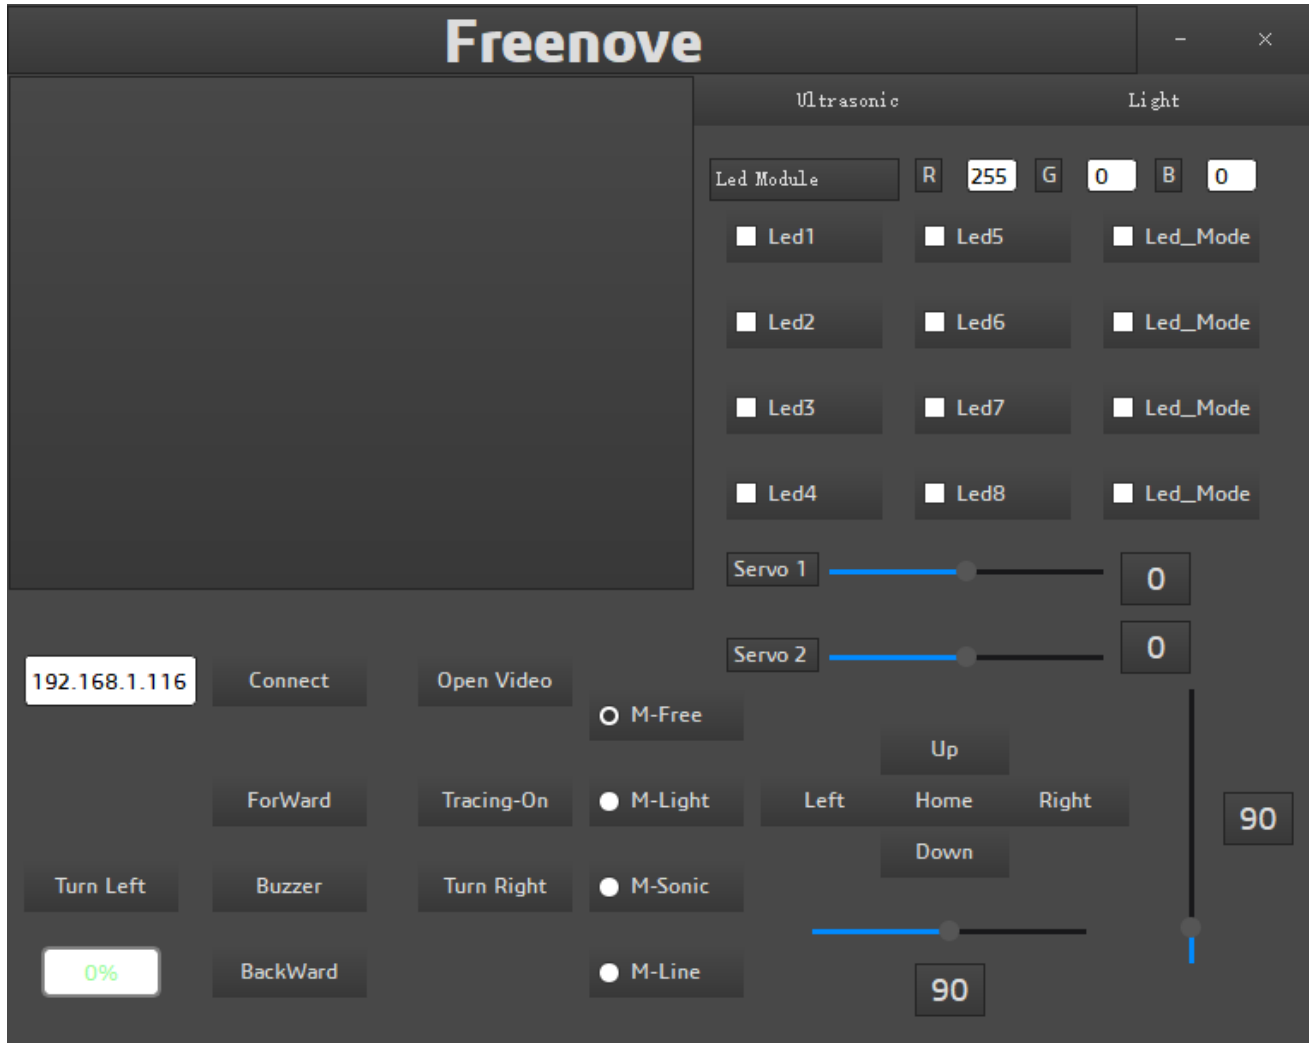 Freenove
Ultrasonic Light
Led Module R 255 G 0 B 0
Led1 Led5 Led_Mode
Led2 Led6 Led_Mode
Led3 Led7 Led_Mode
Led4 Led8 Led_Mode
Servo 1 0
Servo 2 0
192.168.1.116 Connect Open Video
M-Free
Up
ForWard Tracing-On M-Light Left Home Right
90
Down
Turn Left Buzzer Turn Right M-Sonic
0% BackWard M-Line
90